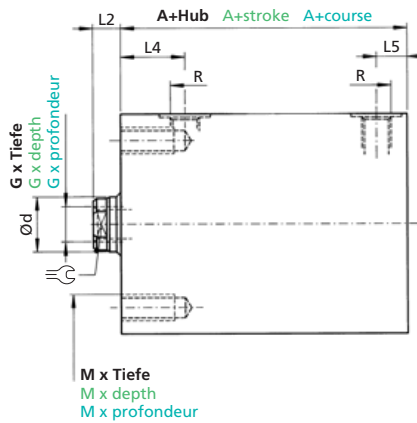 L2 A+Hub A+stroke A+course
L4 L5
R R
G x Tiefe
G x depth
G x profondeur
Ød
M x Tiefe
M x depth
M x profondeur